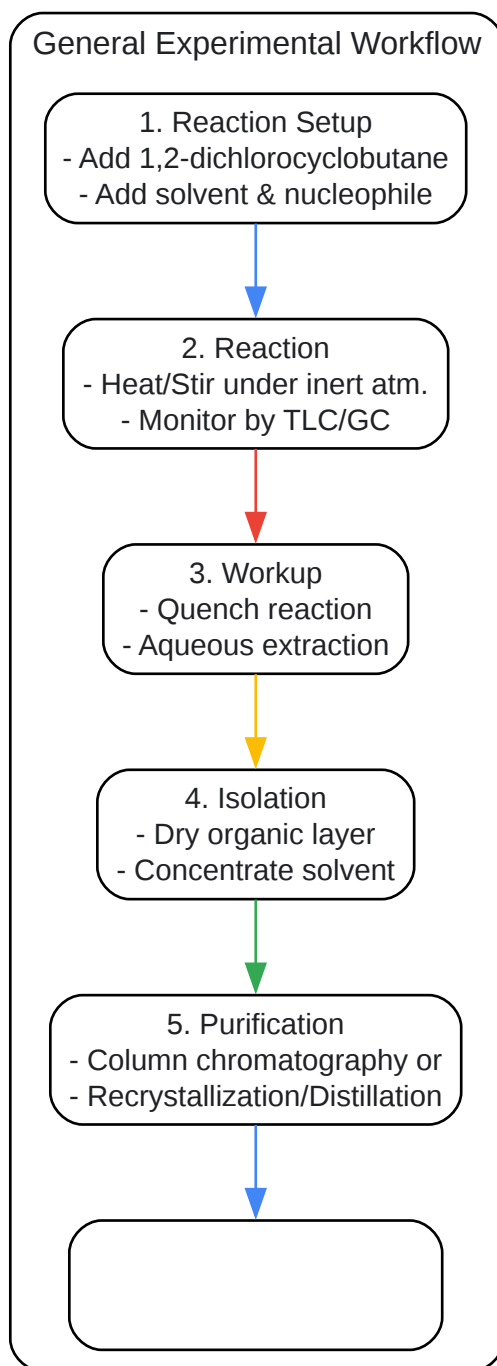 General Experimental Workflow
1. Reaction Setup
- Add 1,2-dichlorocyclobutane
- Add solvent & nucleophile
2. Reaction
- Heat/Stir under inert atm.
- Monitor by TLC/GC
3. Workup
- Quench reaction
- Aqueous extraction
4. Isolation
- Dry organic layer
- Concentrate solvent
5. Purification
- Column chromatography or
- Recrystallization/Distillation